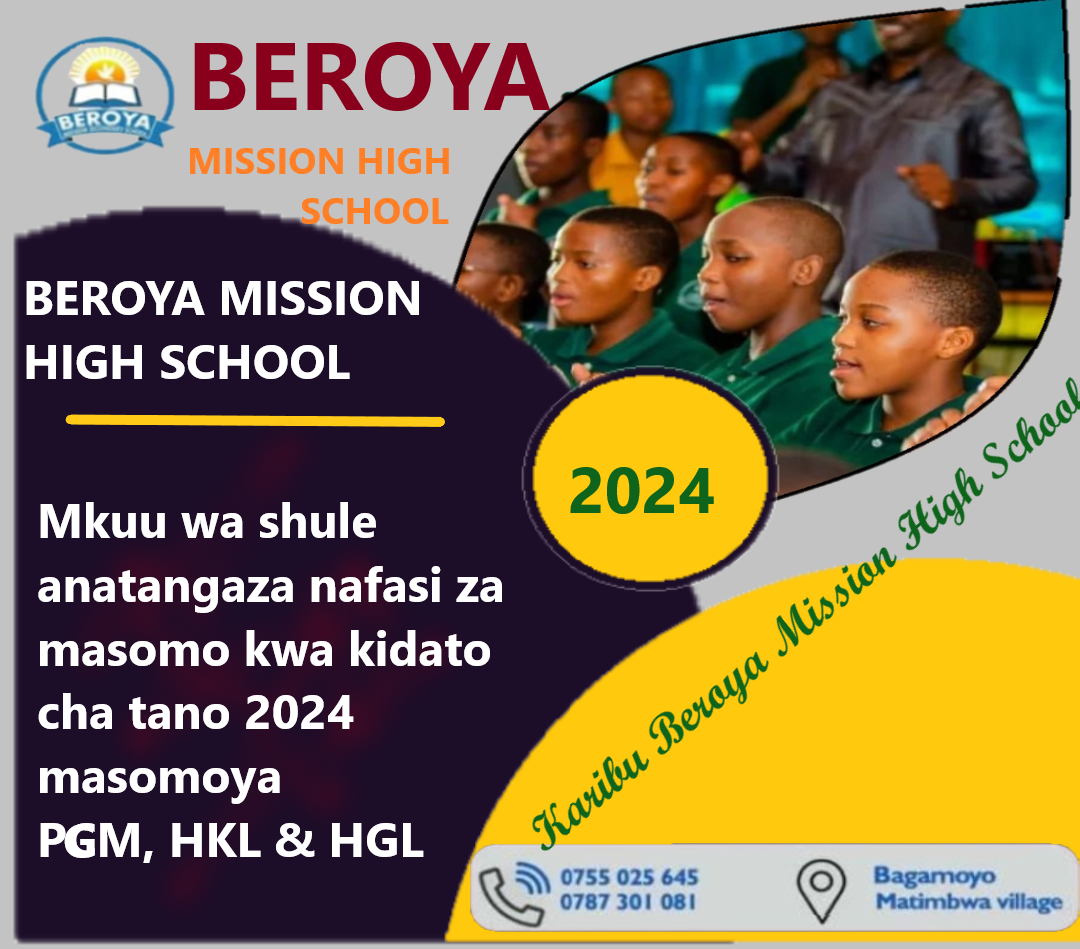 BEROYA
BEROYA
MISSION HIGH
SCHOOL
BEROYA MISSION
HIGH SCHOOL
2024
Mkuu wa shule
anatangaza nafasi za
masomo kwa kidato
cha tano 2024
masomoya
PGM, HKL & HGL
Karibu Beroya Mission High School
0755 025 645
0787 301 081
Bagamoyo
Matimbwa village